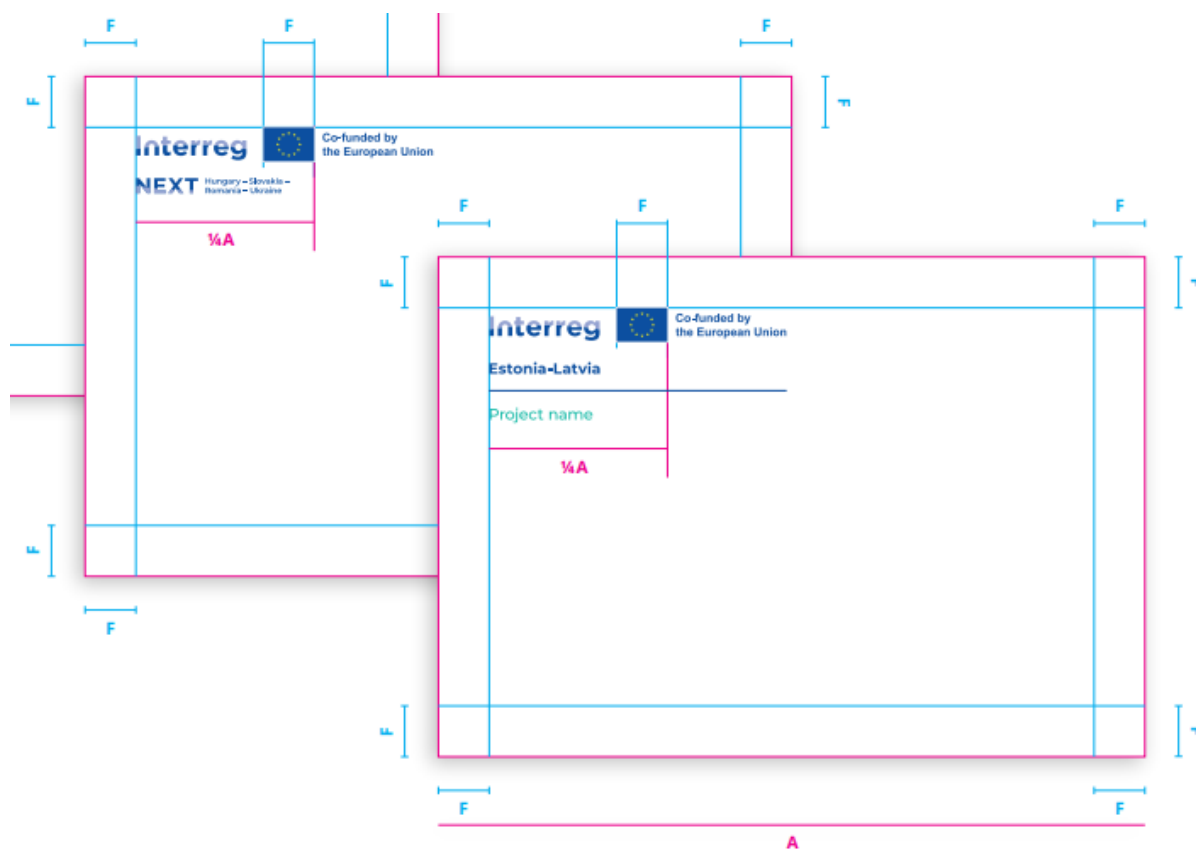 F F F
F F
Interreg Co-funded by
the European Union
NEXT Hungary – Slovakia –
Romania – Ukraine
¼A
F F F
F F
Interreg Co-funded by
the European Union
Estonia-Latvia
Project name
¼A
F
F
F F
F F
A